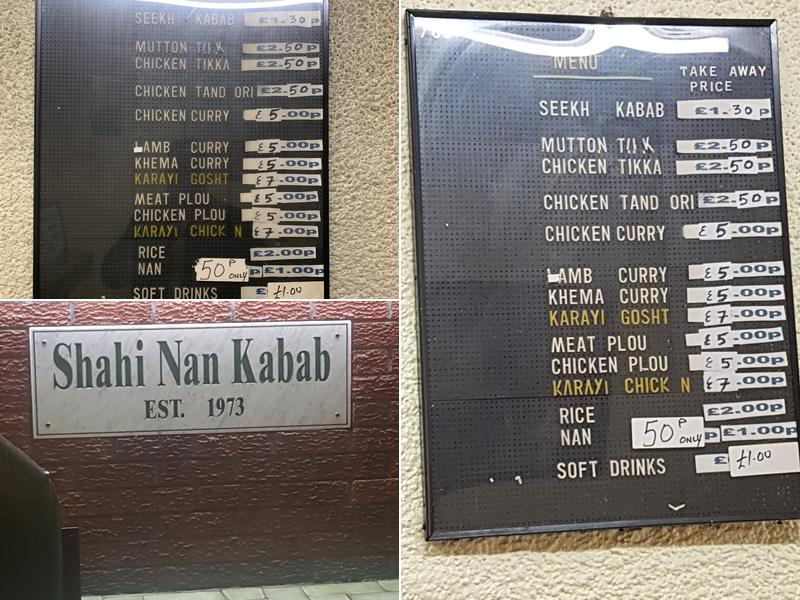 SEEKH KABAB £1.30p
MUTTON TIK £2.50p
CHICKEN TIKKA £2.50p
CHICKEN TAND ORI £2.50p
CHICKEN CURRY £5.00p
LAMB CURRY £5.00p
KHEMA CURRY £5.00p
KARAYI GOSHT £7.00p
MEAT PLOU £5.00p
CHICKEN PLOU £5.00p
KARAYI CHICK N £7.00p
RICE £2.00p
NAN 50P ONLY p £1.00p
SOFT DRINKS £ £1.00
Shahi Nan Kabab
EST. 1973
MENU
TAKE AWAY
PRICE
SEEKH KABAB £1.30p
MUTTON TIK £2.50p
CHICKEN TIKKA £2.50p
CHICKEN TAND ORI £2.50p
CHICKEN CURRY £5.00p
LAMB CURRY £5.00p
KHEMA CURRY £5.00p
KARAYI GOSHT £7.00p
MEAT PLOU £5.00p
CHICKEN PLOU £5.00p
KARAYI CHICK N £7.00p
RICE £2.00p
NAN 50P ONLY p £1.00p
SOFT DRINKS £ £1.00